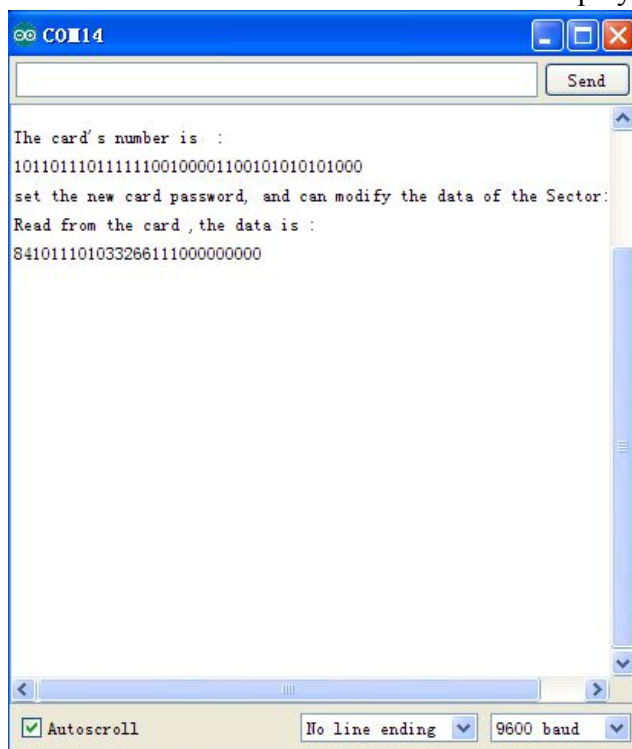 COM14
Send
The card's number is :
1011011101111110010000110010101010101000
set the new card password, and can modify the data of the Sector:
Read from the card ,the data is :
8410111010332661110000000000
Autoscroll
No line ending
9600 baud